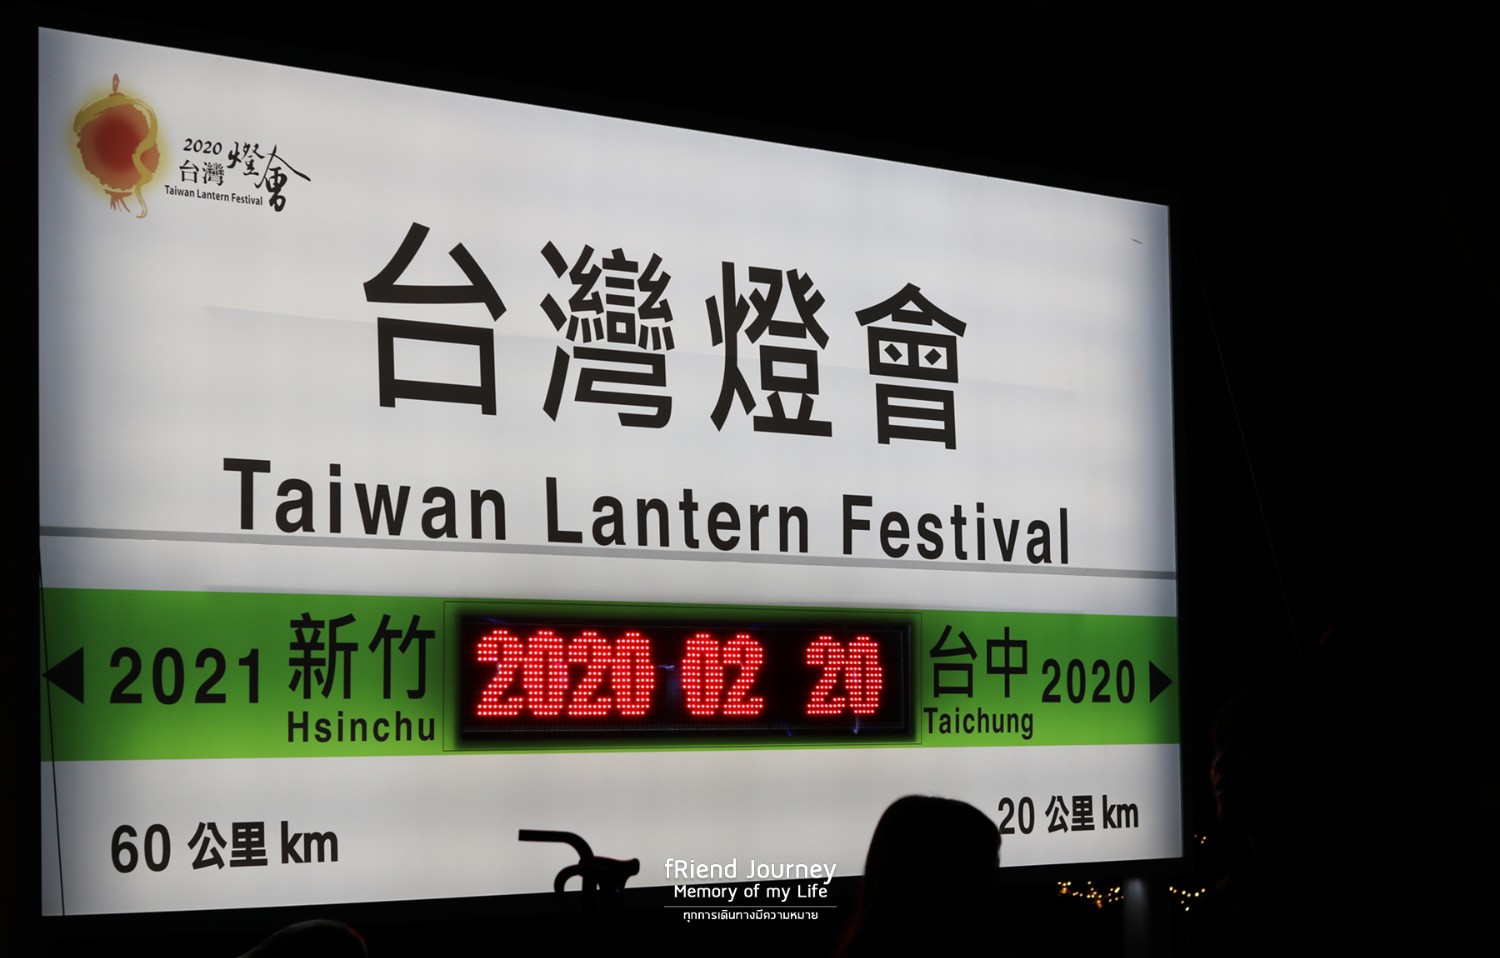 2020 台灣燈會
Taiwan Lantern Festival
台灣燈會
Taiwan Lantern Festival
2021 新竹 2020 02 20 台中 2020
Hsinchu Taichung
60 公里 km 20 公里 km
fRiend Journey
Memory of my Life
ทุกการเดินทางมีความหมาย